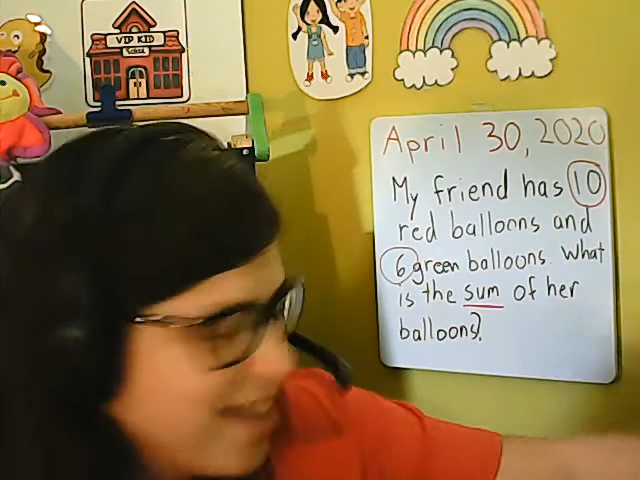 VIP KID
School
April 30, 2020
My friend has 10
red balloons and
6 green balloons. What
is the sum of her
balloons?